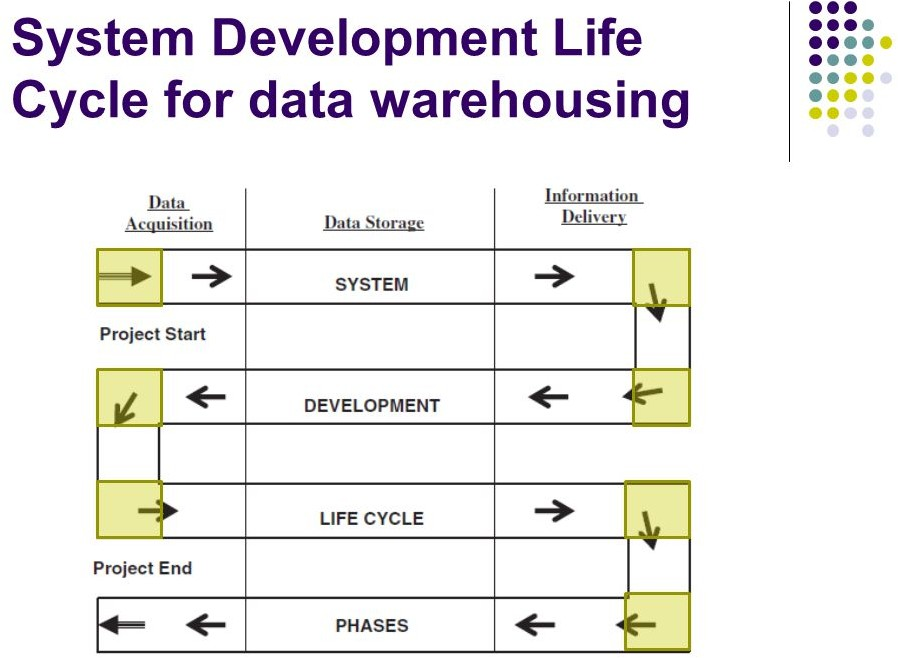 System Development Life
Cycle for data warehousing
Data
Acquisition
Data Storage
Information
Delivery
SYSTEM
Project Start
DEVELOPMENT
LIFE CYCLE
Project End
PHASES